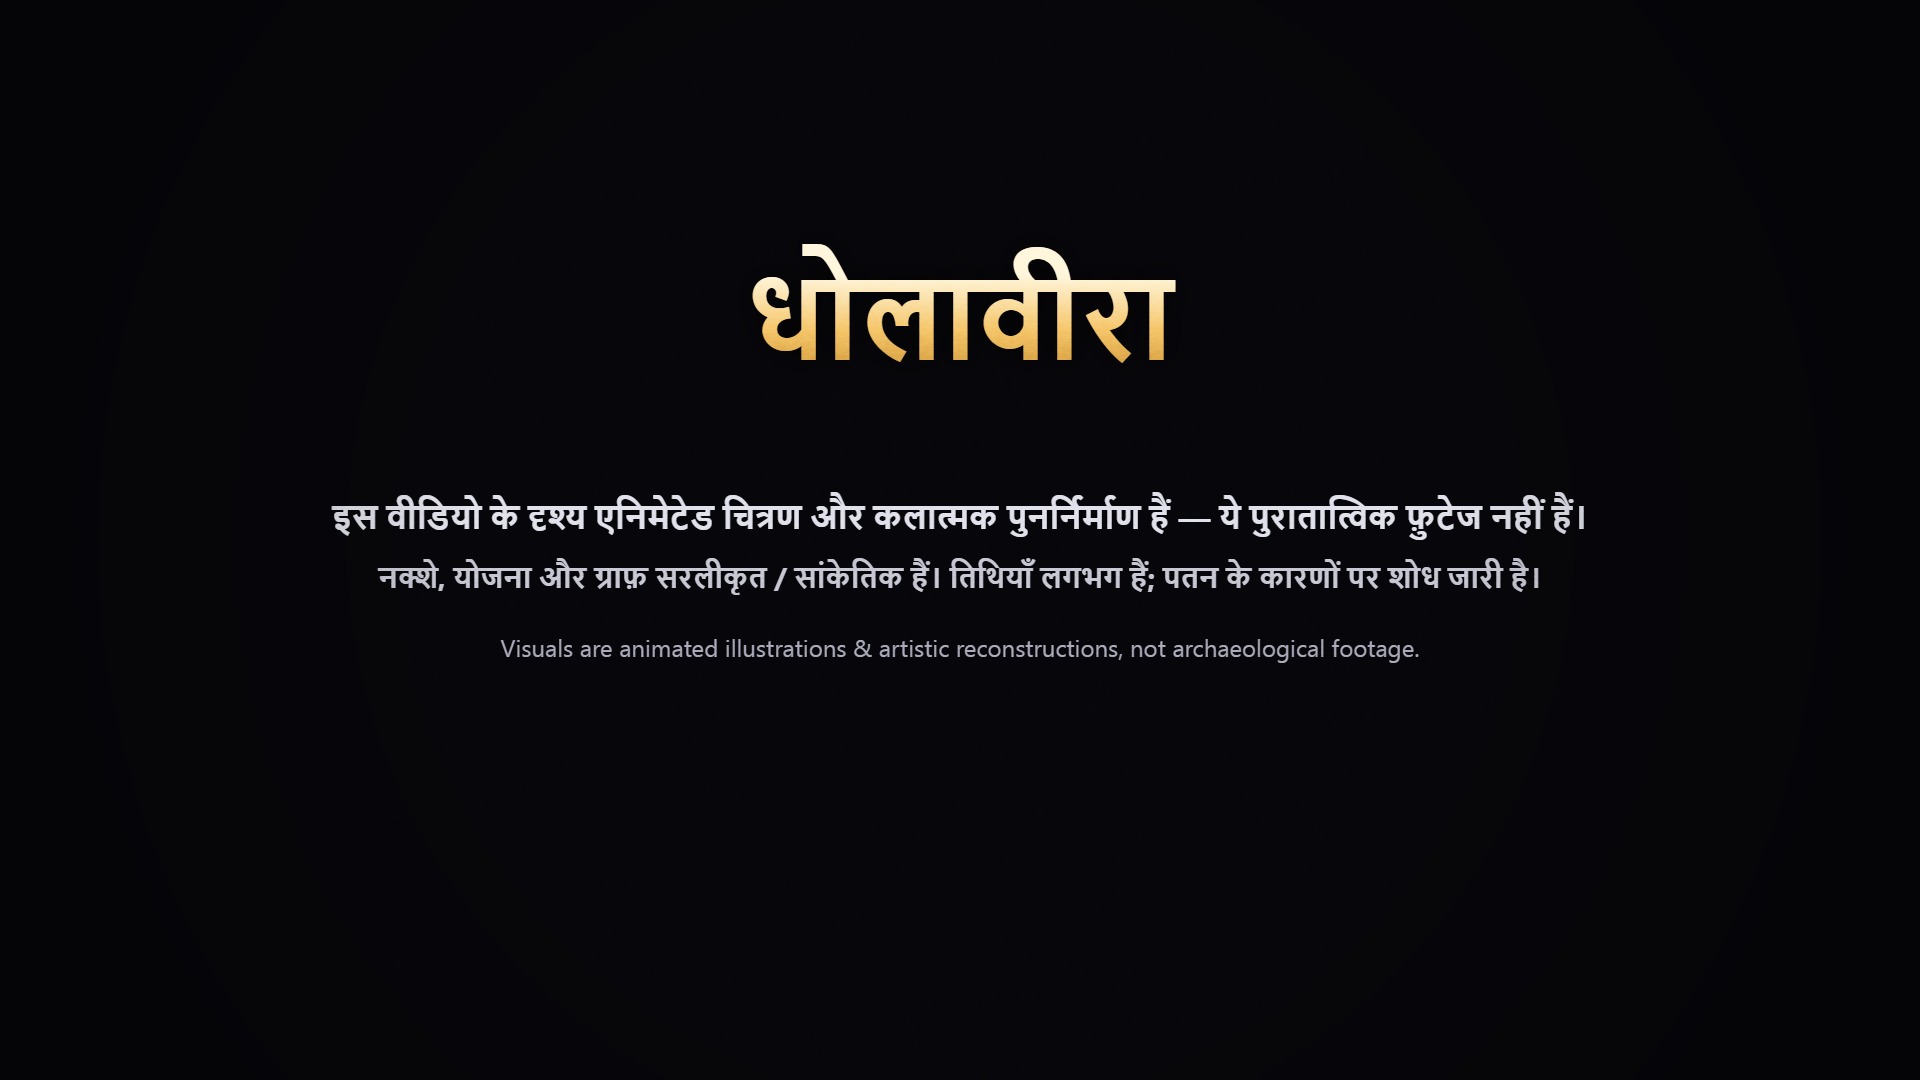 धोलावीरा
इस वीडियो के दृश्य एनिमेटेड चित्रण और कलात्मक पुनर्निर्माण हैं — ये पुरातात्विक फ़ुटेज नहीं हैं।
नक्शे, योजना और ग्राफ़ सरलीकृत / सांकेतिक हैं। तिथियाँ लगभग हैं; पतन के कारणों पर शोध जारी है।
Visuals are animated illustrations & artistic reconstructions, not archaeological footage.